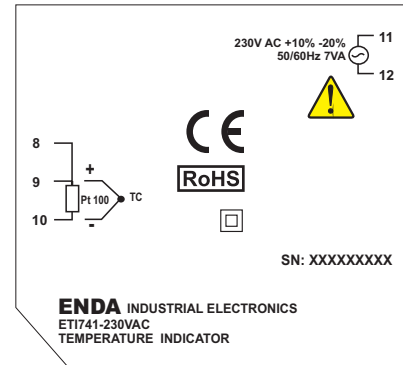 230V AC +10% -20%
50/60Hz 7VA
11
12
CE
RoHS
8
9
10
+
-
Pt 100
TC
SN: XXXXXXXXX
ENDA INDUSTRIAL ELECTRONICS
ETI741-230VAC
TEMPERATURE INDICATOR